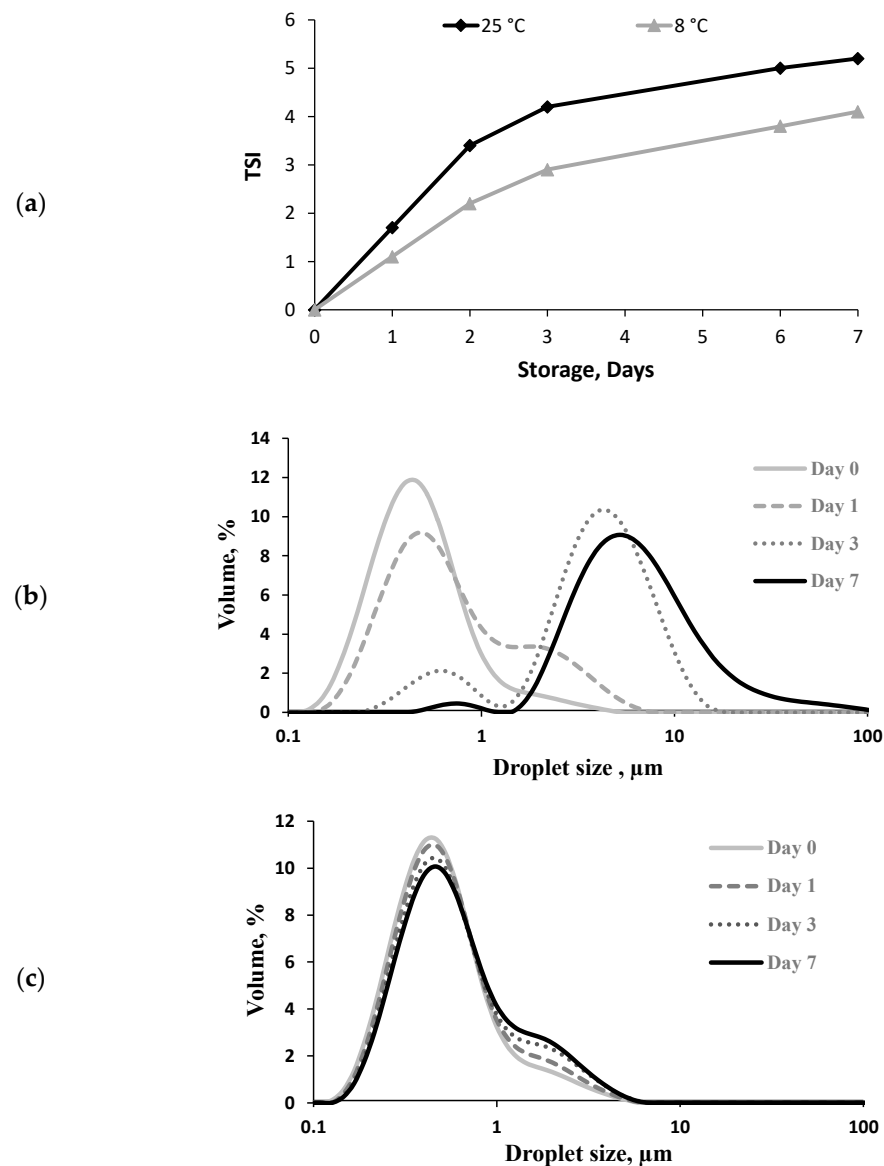 25 °C 8 °C
6
5
4
3
2
1
0
TSI
0 1 2 3 4 5 6 7
Storage, Days
(a)
14
12
10
8
6
4
2
0
Volume, %
Day 0
Day 1
Day 3
Day 7
0.1 1 10 100
Droplet size , µm
(b)
12
10
8
6
4
2
0
Volume, %
Day 0
Day 1
Day 3
Day 7
0.1 1 10 100
Droplet size, µm
(c)